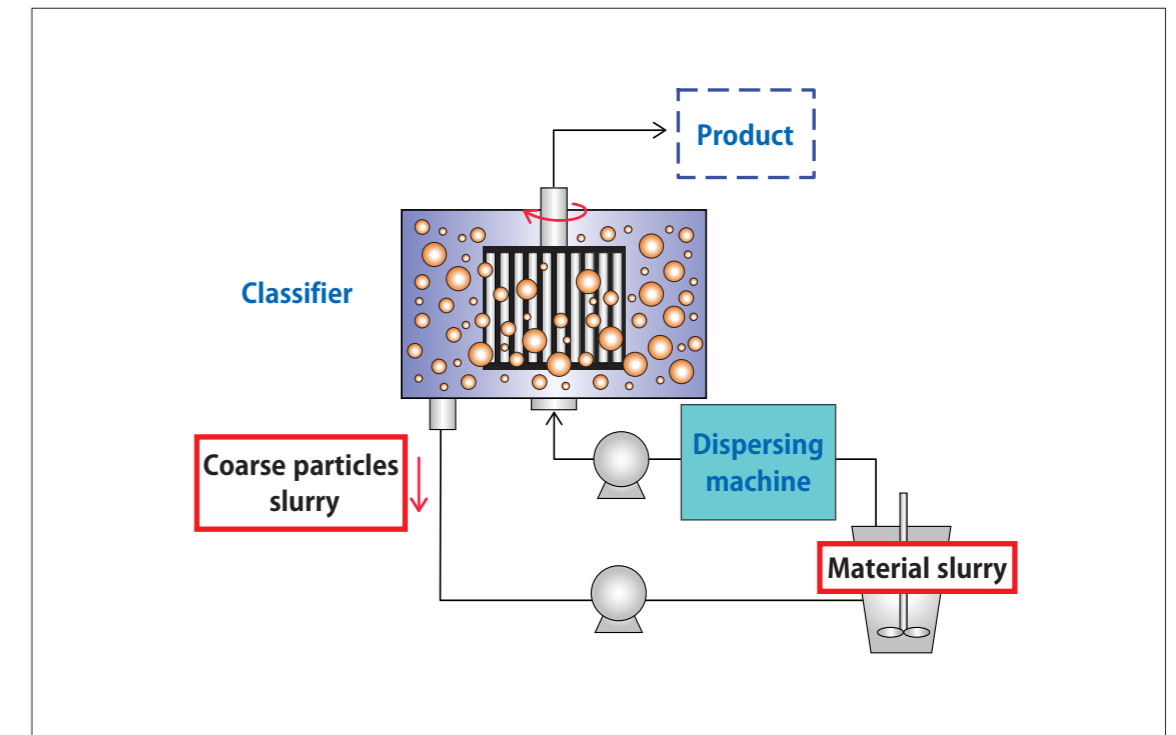 Product
Classifier
Coarse particles
slurry
Dispersing
machine
Material slurry